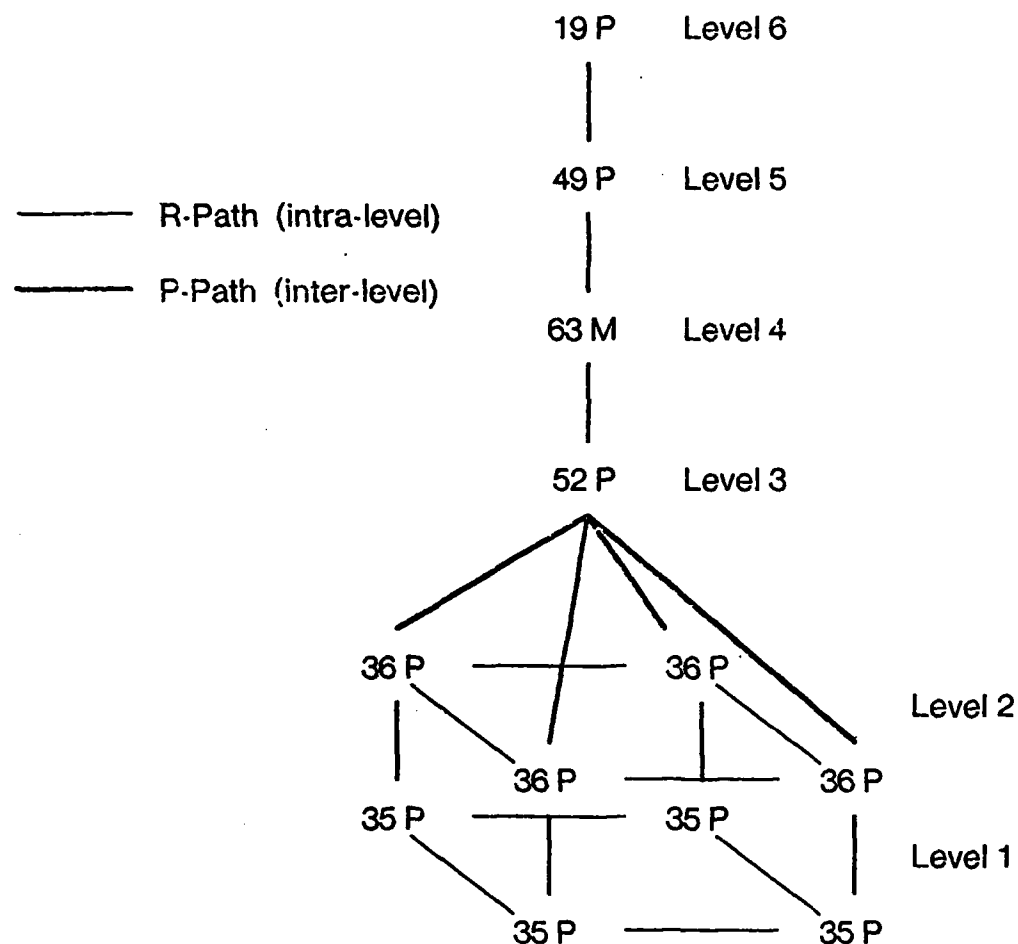 19 P Level 6
49 P Level 5
R-Path (intra-level)
P-Path (inter-level)
63 M Level 4
52 P Level 3
36 P 36 P
Level 2
36 P 36 P
35 P 35 P
Level 1
35 P 35 P